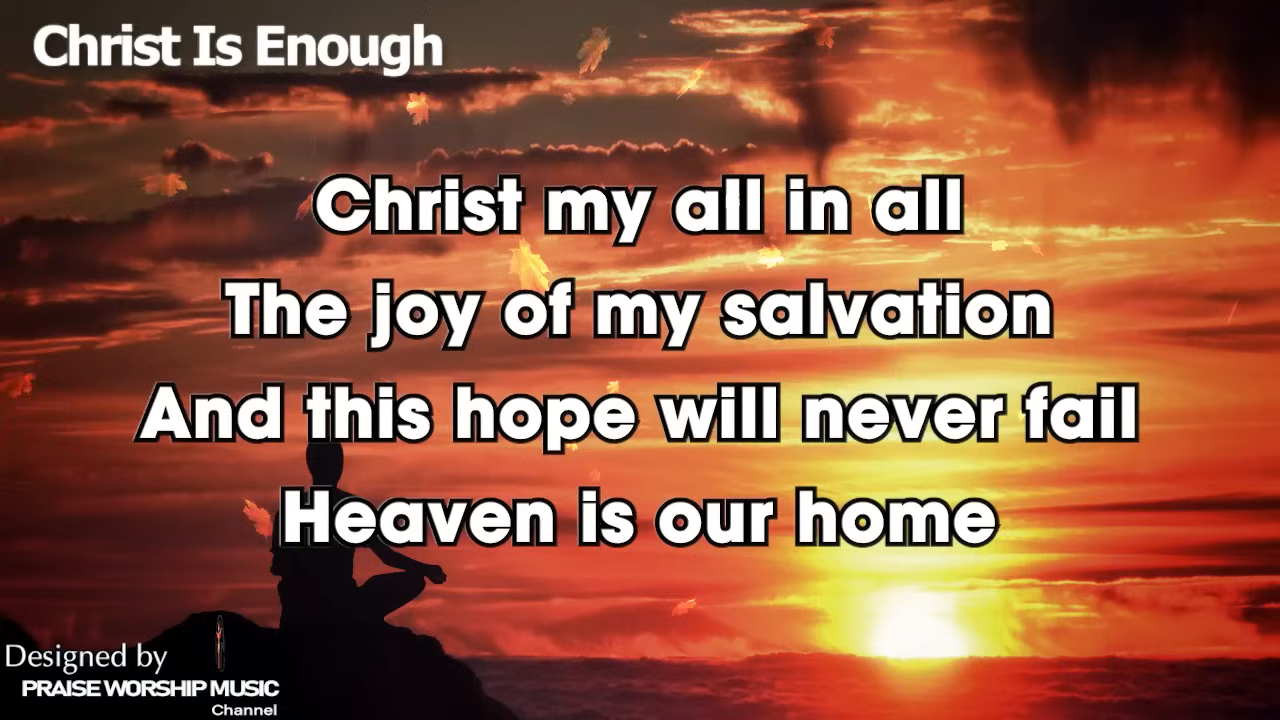 Christ Is Enough
Christ my all in all
The joy of my salvation
And this hope will never fail
Heaven is our home
Designed by
PRAISE WORSHIP MUSIC
Channel